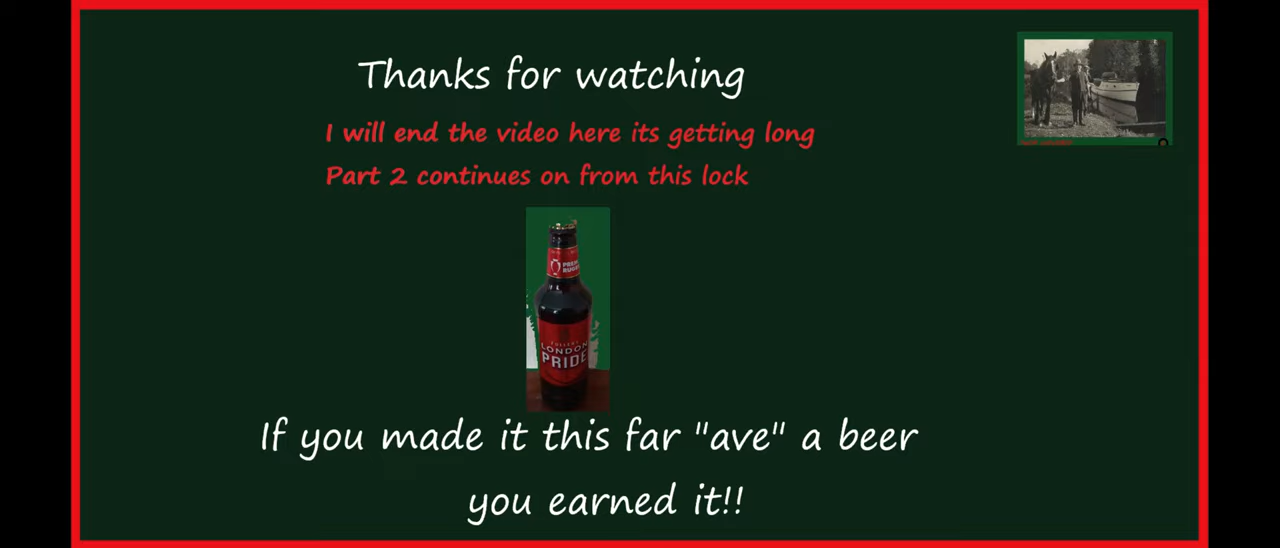 Thanks for watching
I will end the video here its getting long
Part 2 continues on from this lock
FULLER'S
LONDON
PRIDE
If you made it this far "ave" a beer
you earned it!!